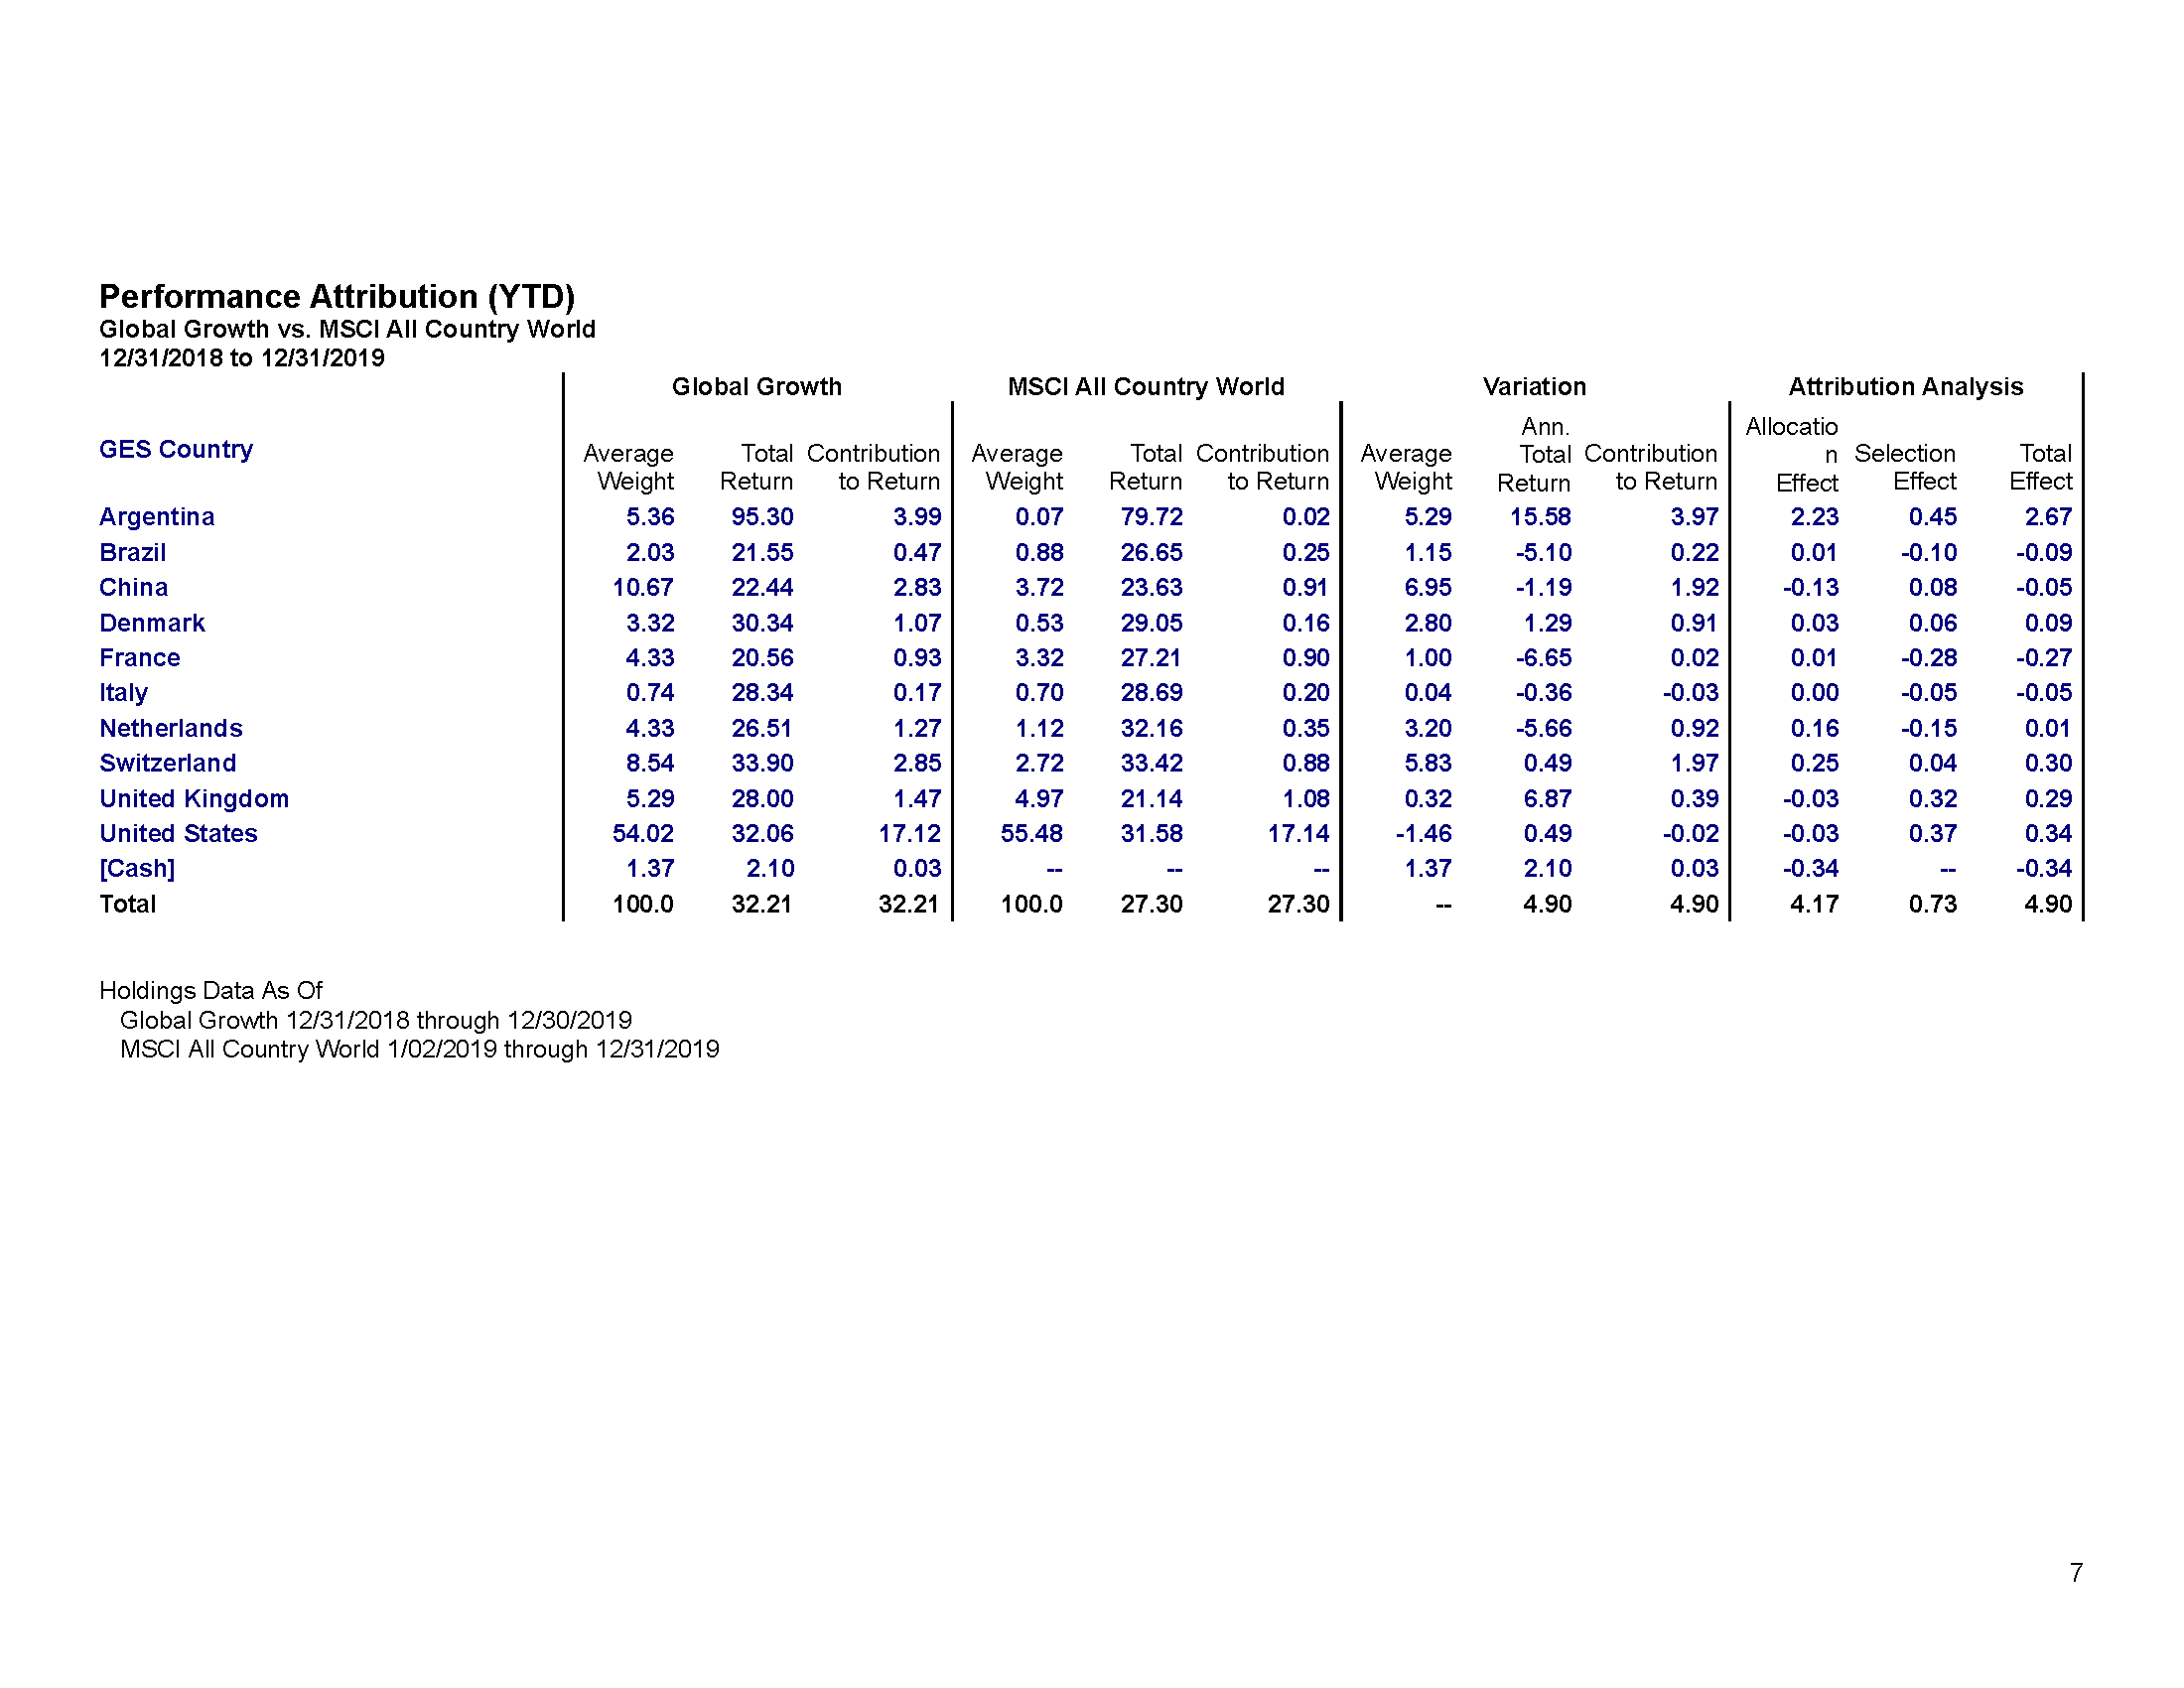 Performance Attribution (YTD)
Global Growth vs. MSCI All Country World
12/31/2018 to 12/31/2019
Global Growth MSCI All Country World Variation Attribution Analysis
GES Country Average Weight Total Return Contribution to Return Average Weight Total Return Contribution to Return Average Weight Ann. Total Return Contribution to Return Allocatio n Effect Selection Effect Total Effect
Argentina 5.36 95.30 3.99 0.07 79.72 0.02 5.29 15.58 3.97 2.23 0.45 2.67
Brazil 2.03 21.55 0.47 0.88 26.65 0.25 1.15 -5.10 0.22 0.01 -0.10 -0.09
China 10.67 22.44 2.83 3.72 23.63 0.91 6.95 -1.19 1.92 -0.13 0.08 -0.05
Denmark 3.32 30.34 1.07 0.53 29.05 0.16 2.80 1.29 0.91 0.03 0.06 0.09
France 4.33 20.56 0.93 3.32 27.21 0.90 1.00 -6.65 0.02 0.01 -0.28 -0.27
Italy 0.74 28.34 0.17 0.70 28.69 0.20 0.04 -0.36 -0.03 0.00 -0.05 -0.05
Netherlands 4.33 26.51 1.27 1.12 32.16 0.35 3.20 -5.66 0.92 0.16 -0.15 0.01
Switzerland 8.54 33.90 2.85 2.72 33.42 0.88 5.83 0.49 1.97 0.25 0.04 0.30
United Kingdom 5.29 28.00 1.47 4.97 21.14 1.08 0.32 6.87 0.39 -0.03 0.32 0.29
United States 54.02 32.06 17.12 55.48 31.58 17.14 -1.46 0.49 -0.02 -0.03 0.37 0.34
[Cash] 1.37 2.10 0.03 -- -- -- 1.37 2.10 0.03 -0.34 -- -0.34
Total 100.0 32.21 32.21 100.0 27.30 27.30 -- 4.90 4.90 4.17 0.73 4.90
Holdings Data As Of
Global Growth 12/31/2018 through 12/30/2019
MSCI All Country World 1/02/2019 through 12/31/2019
7